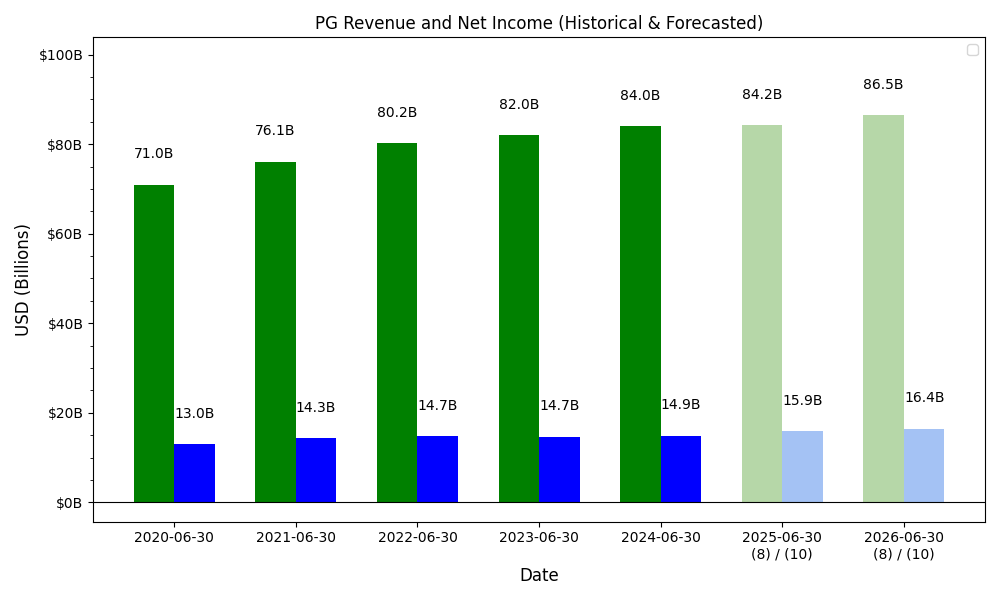 PG Revenue and Net Income (Historical & Forecasted)
$100B
$80B
$60B
$40B
$20B
$0B
USD (Billions)
71.0B
13.0B
76.1B
14.3B
80.2B
14.7B
82.0B
14.7B
84.0B
14.9B
84.2B
15.9B
86.5B
16.4B
2020-06-30
2021-06-30
2022-06-30
2023-06-30
2024-06-30
2025-06-30
(8) / (10)
2026-06-30
(8) / (10)
Date